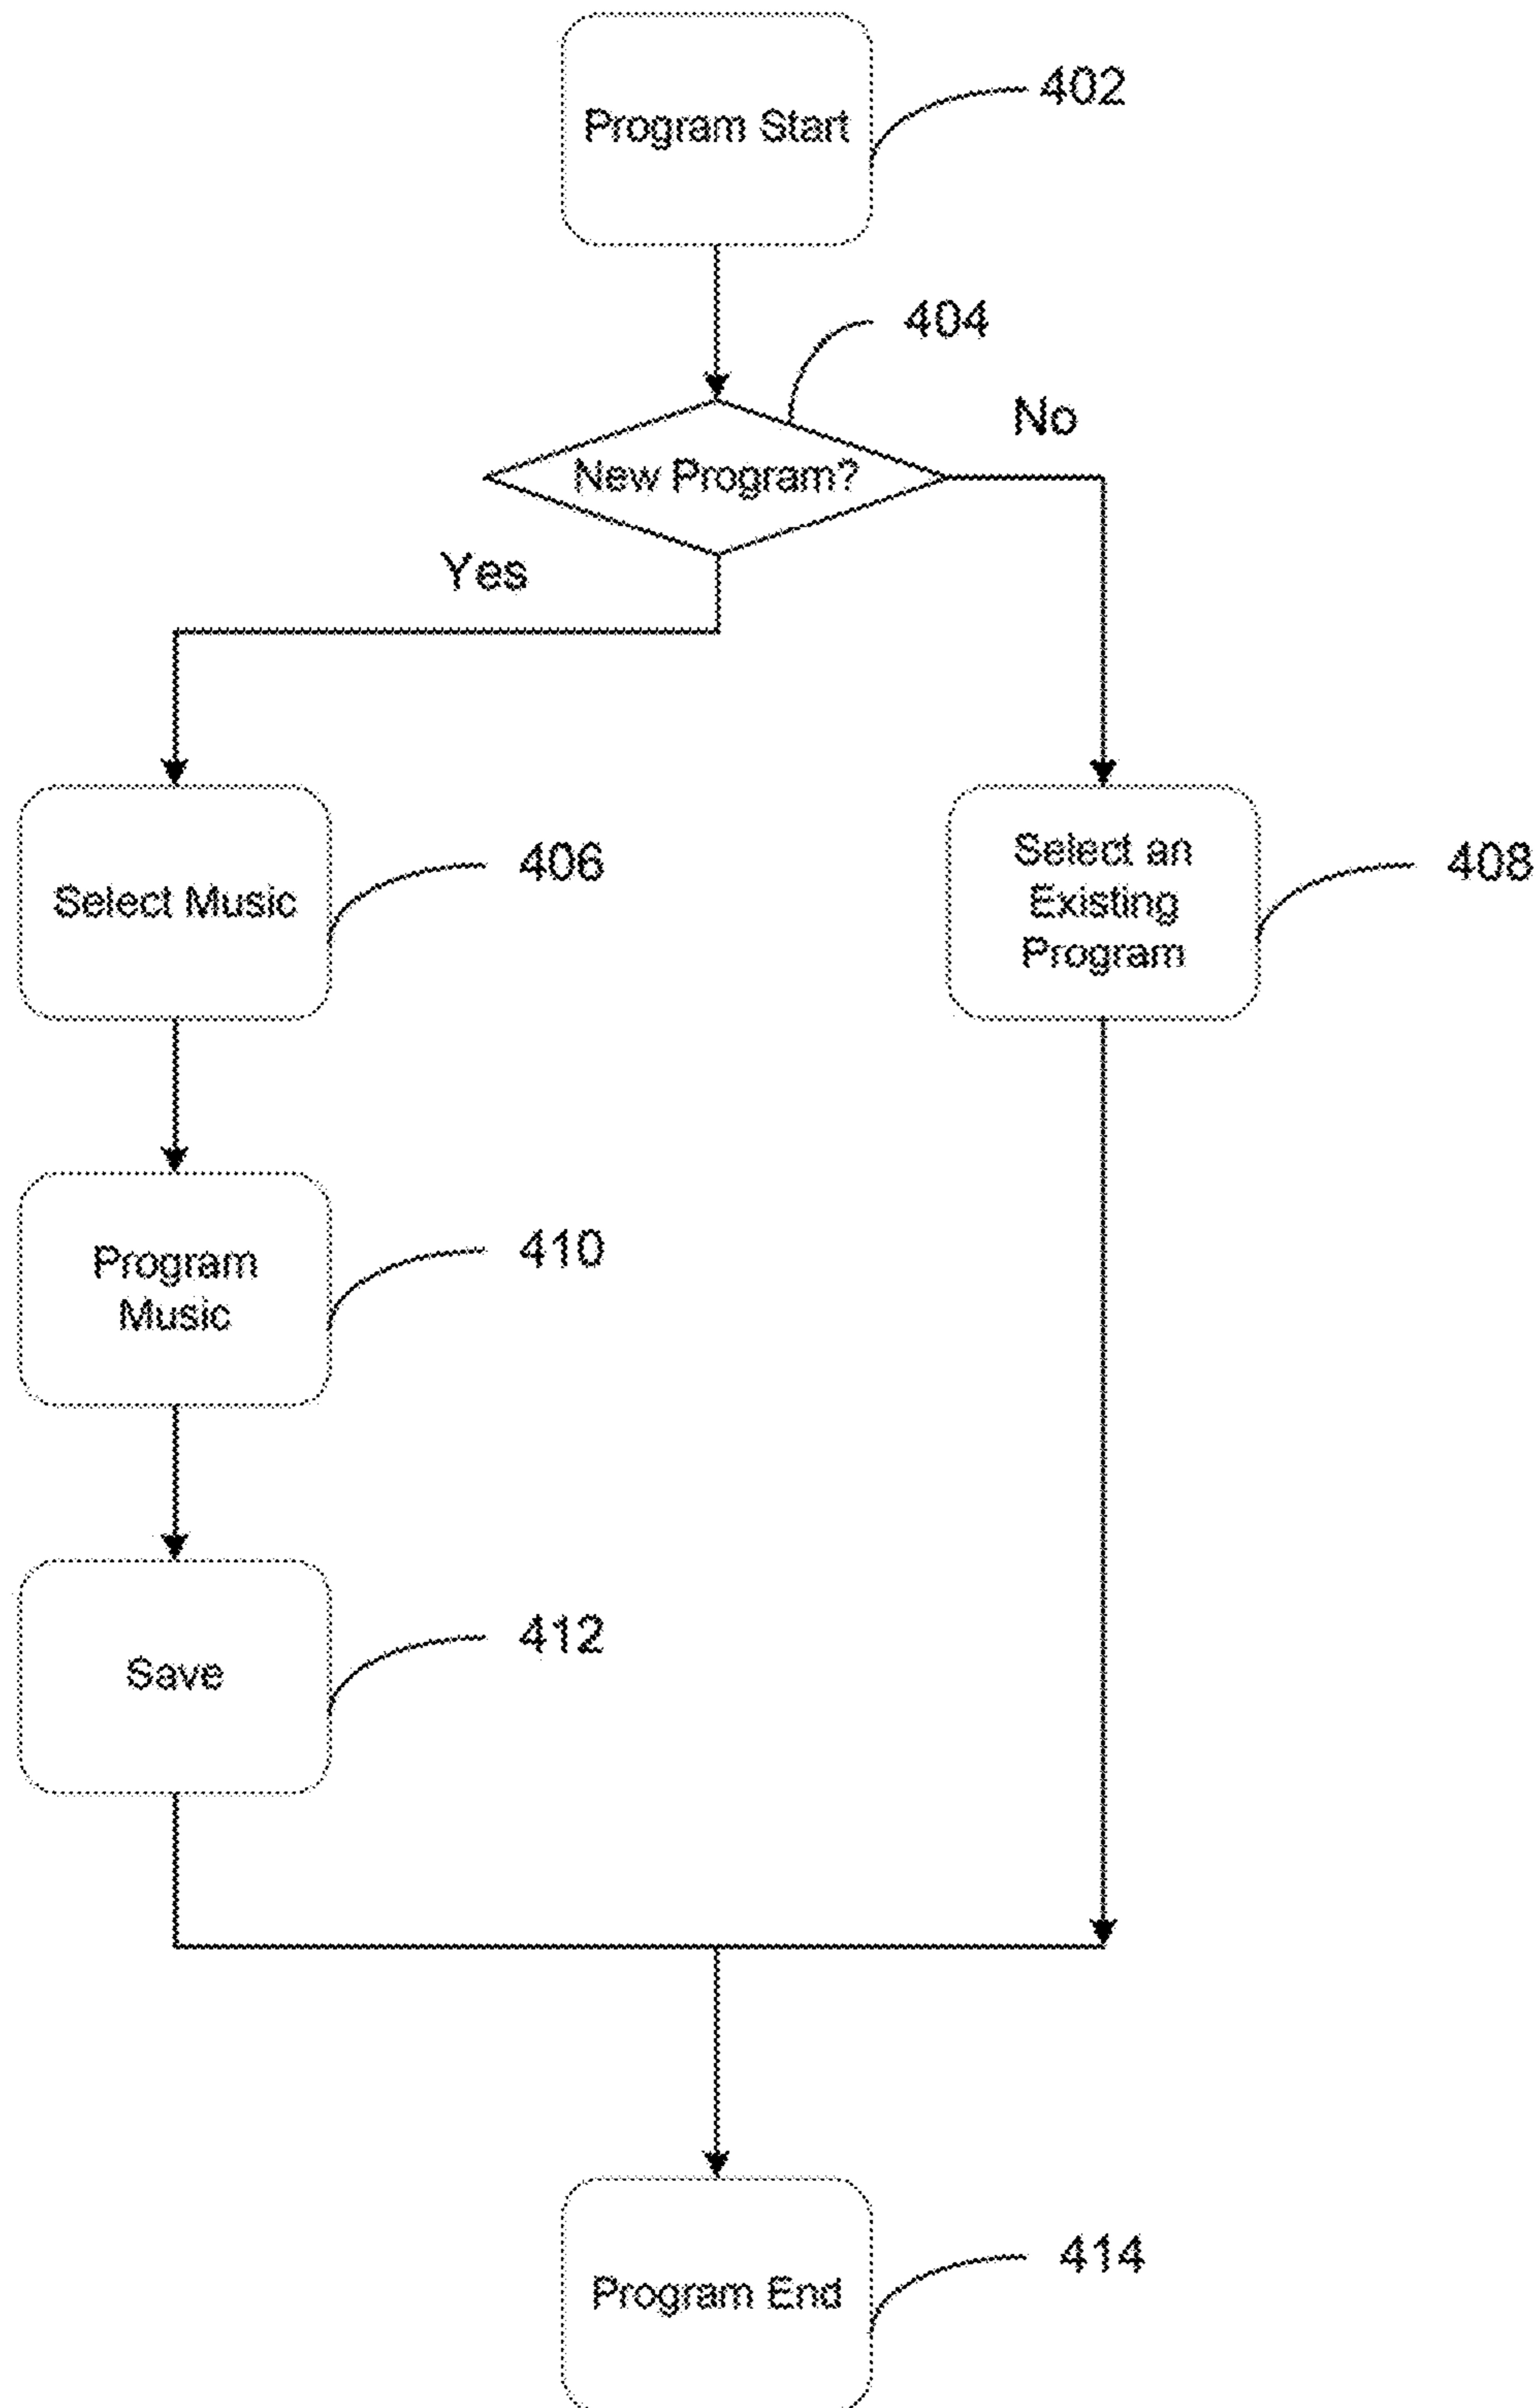 Program Start
402
404
New Program?
No
Yes
Select Music
406
Select an
Existing
Program
408
Program
Music
410
Save
412
Program End
414